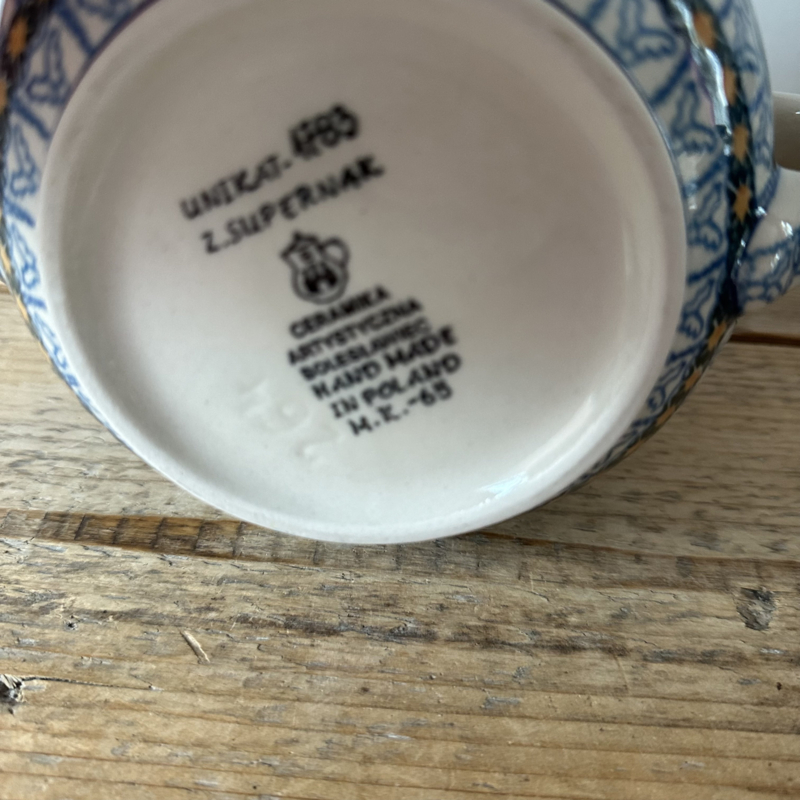 UNIKAT-
Z.SUPERNAK
CERAMIKA
ARTYSTYCZNA
BOLESŁAWIEC
HAND MADE
IN POLAND
M.K.-65